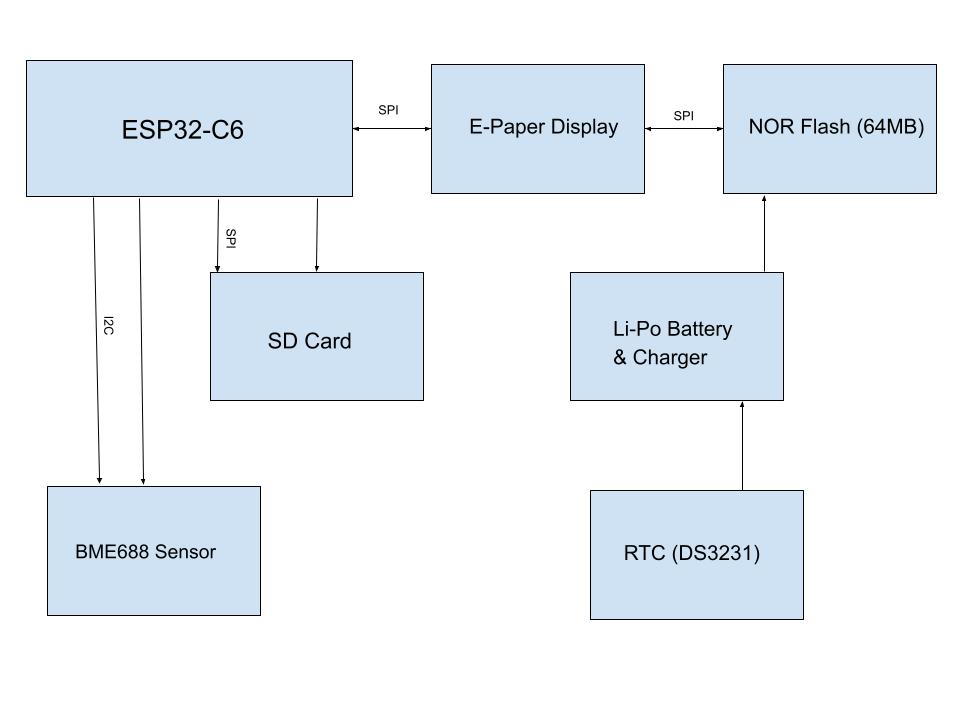 ESP32-C6
SPI
E-Paper Display
SPI
NOR Flash (64MB)
SPI
I2C
SD Card
Li-Po Battery
& Charger
BME688 Sensor
RTC (DS3231)